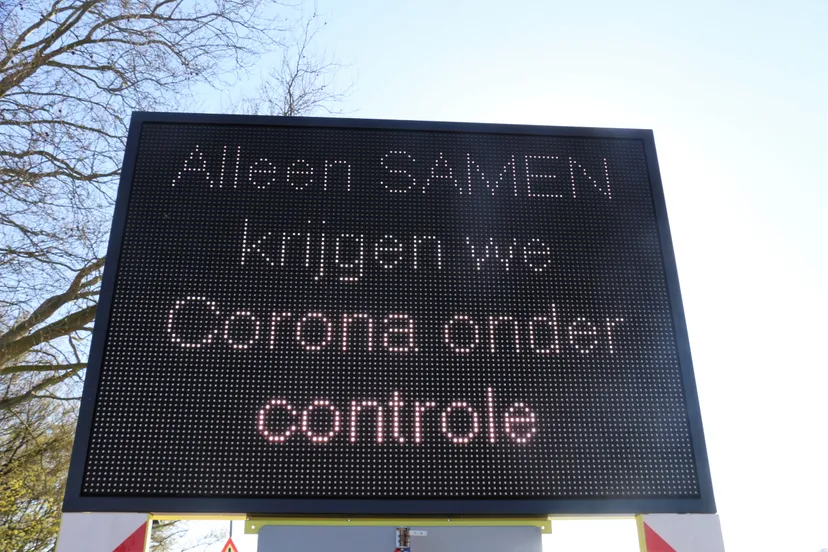 Alleen SAMEN
krijgen we
Corona onder
controle